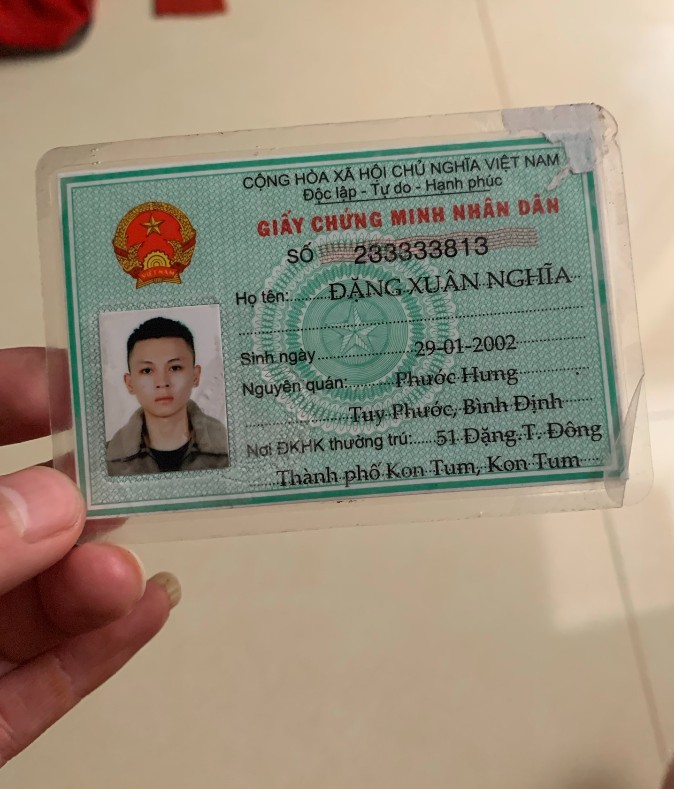 CỘNG HÒA XÃ HỘI CHỦ NGHĨA VIỆT NAM
Độc lập - Tự do - Hạnh phúc
GIẤY CHỨNG MINH NHÂN DÂN
SỐ 233333813
Họ tên: ĐẶNG XUÂN NGHĨA
Sinh ngày 29-01-2002
Nguyên quán: Phước Hưng
Tuy Phước, Bình Định
Nơi ĐKHK thường trú: 51 Đặng.T. Đông
Thành phố Kon Tum, Kon Tum
VIỆT NAM